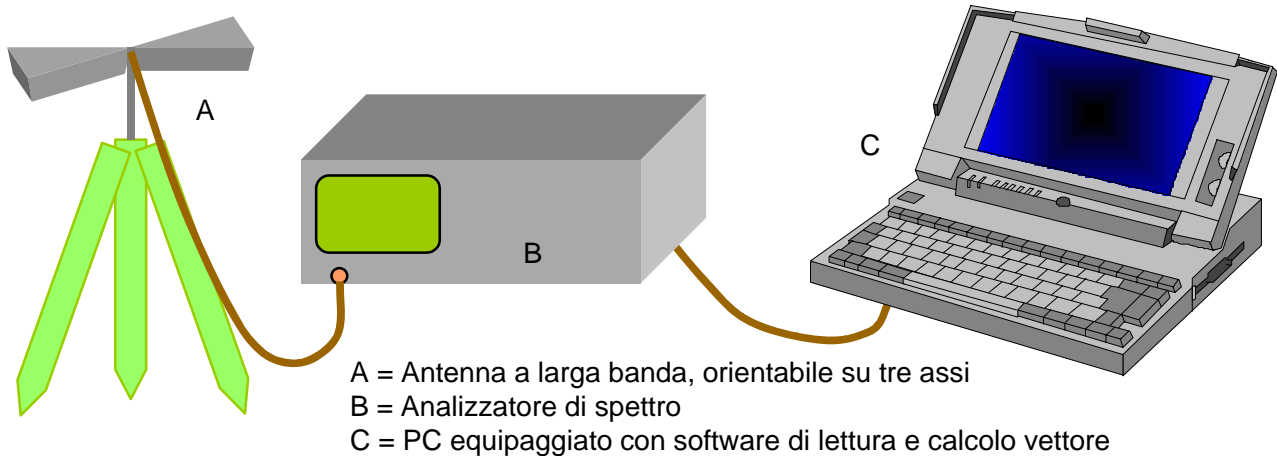 A
B
C
A = Antenna a larga banda, orientabile su tre assi
B = Analizzatore di spettro
C = PC equipaggiato con software di lettura e calcolo vettore